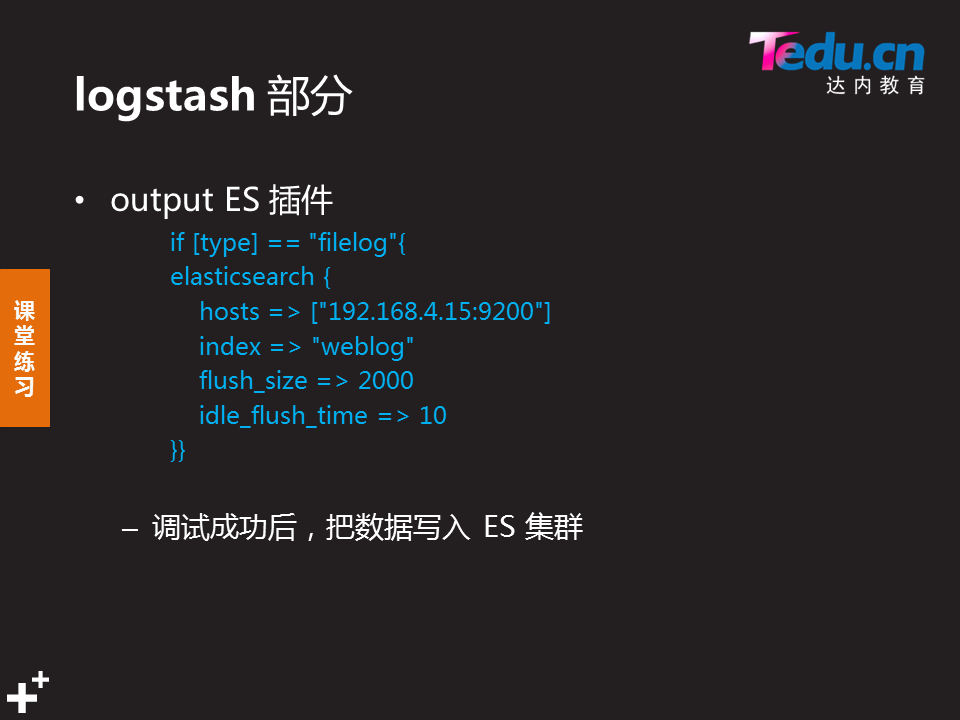 Tedu.cn
达内教育
logstash 部分
• output ES 插件
if [type] == "filelog"{
elasticsearch {
hosts => ["192.168.4.15:9200"]
index => "weblog"
flush_size => 2000
idle_flush_time => 10
}}
– 调试成功后，把数据写入 ES 集群
课
堂
练
习